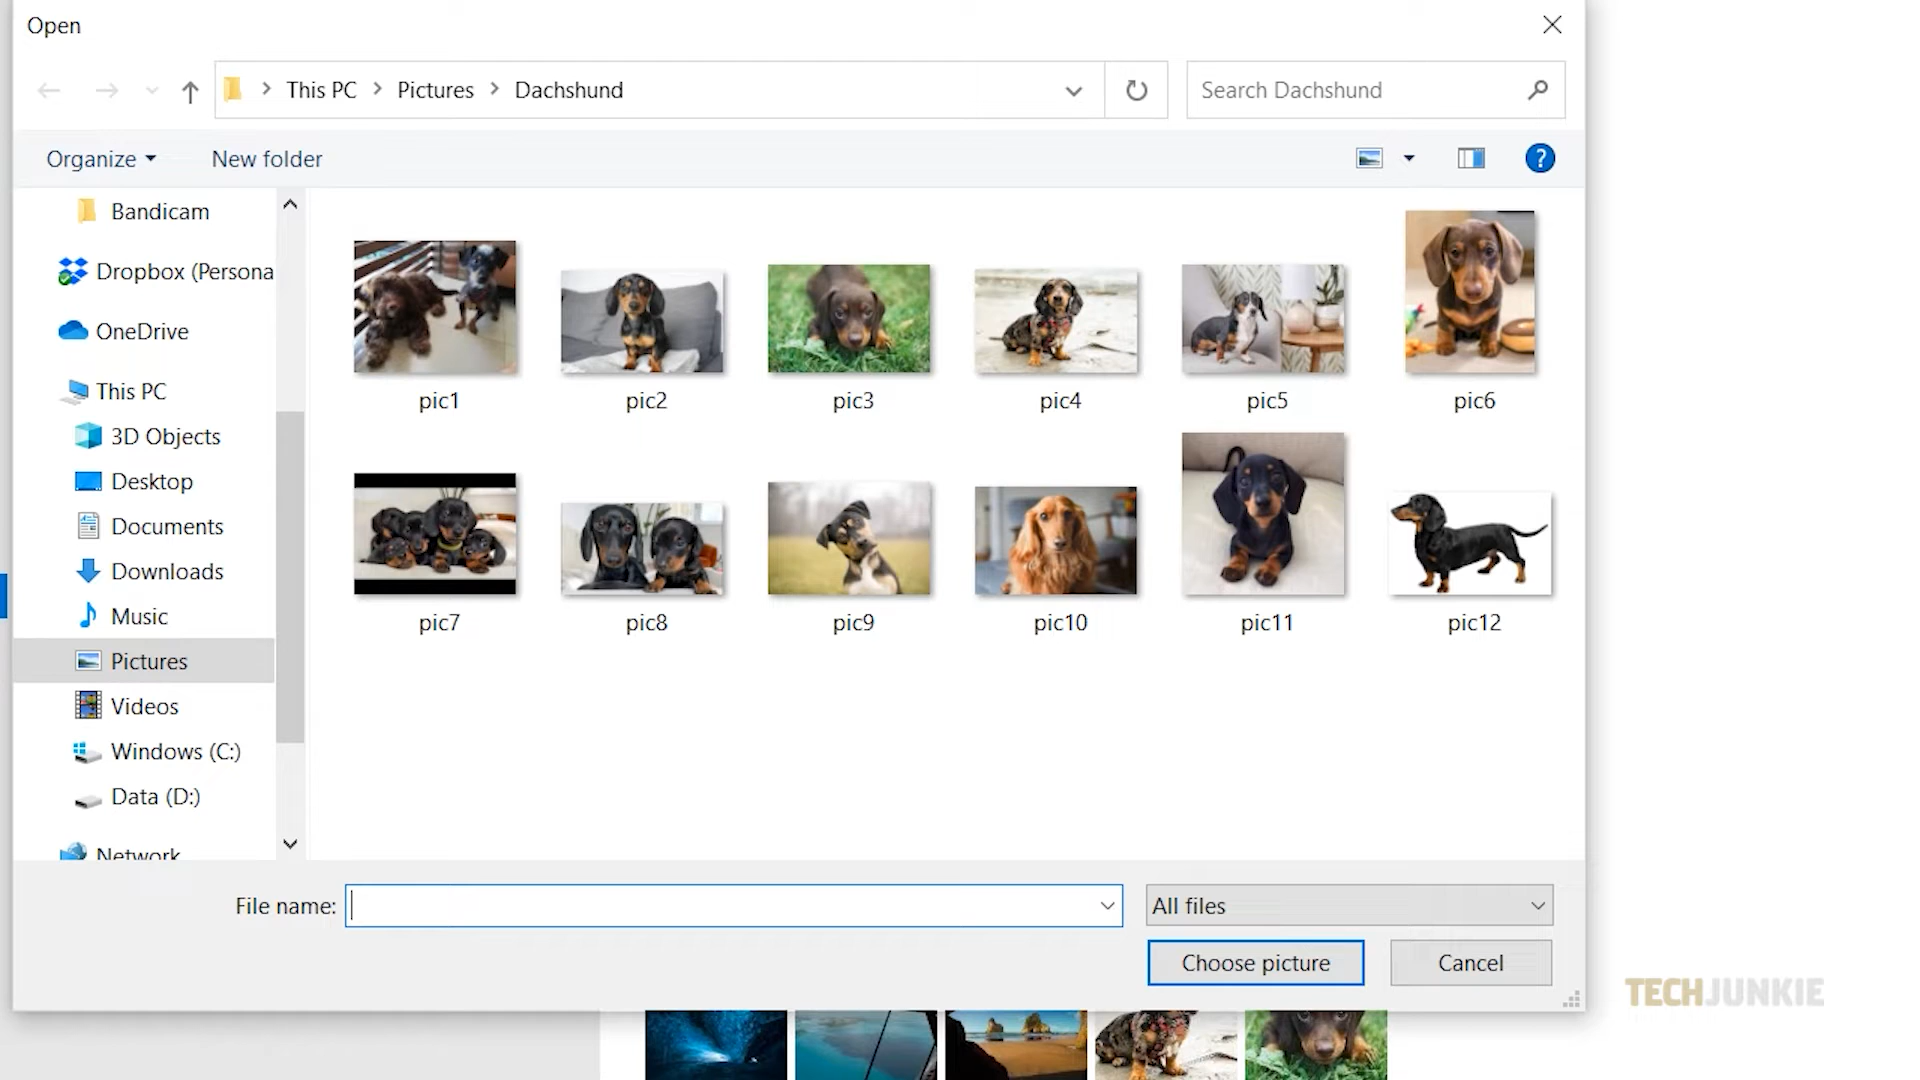 Open
This PC > Pictures > Dachshund
Search Dachshund
Organize
New folder
?
Bandicam
Dropbox (Persona
OneDrive
This PC
3D Objects
Desktop
Documents
Downloads
Music
Pictures
Videos
Windows (C:)
Data (D:)
Network
pic1 pic2 pic3 pic4 pic5 pic6
pic7 pic8 pic9 pic10 pic11 pic12
File name:
All files
Choose picture
Cancel
TECHJUNKIE